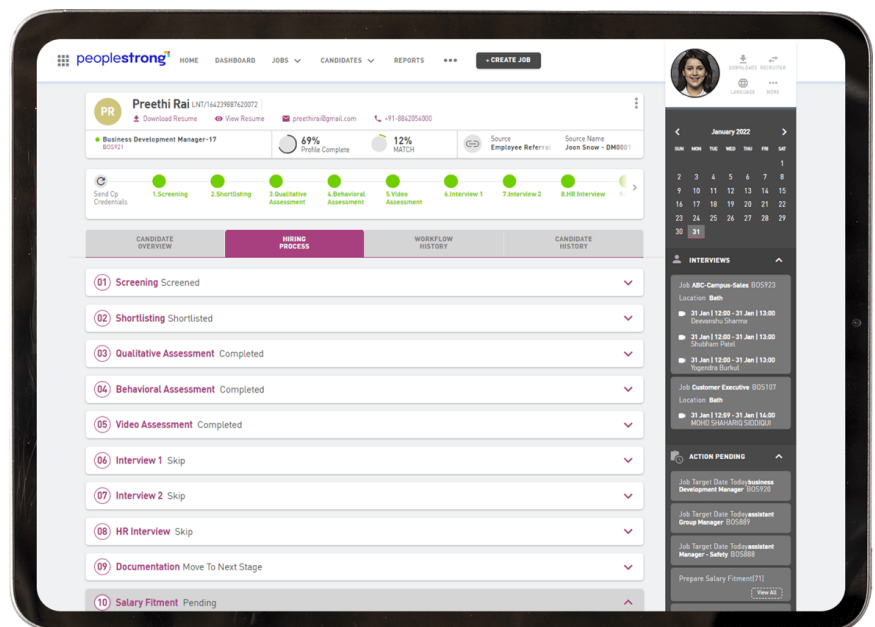 peoplestrong
HOME DASHBOARD JOBS CANDIDATES REPORTS ••• + CREATE JOB
PR
Preethi Rai LNT/164239887620072
Download Resume View Resume preethirai@gmail.com +91-8862056000
Business Development Manager-17
BOS921
69%
Profile Complete
12%
MATCH
Source
Employee Referral
Source Name
Joon Snow - DM0001
Send Cp
Credentials
1.Screening
2.Shortlisting
3.Qualitative
Assessment
4.Behavioral
Assessment
5.Video
Assessment
6.Interview 1
7.Interview 2
8.HR Interview
CANDIDATE
OVERVIEW
HIRING
PROCESS
WORKFLOW
HISTORY
CANDIDATE
HISTORY
01 Screening Screened
02 Shortlisting Shortlisted
03 Qualitative Assessment Completed
04 Behavioral Assessment Completed
05 Video Assessment Completed
06 Interview 1 Skip
07 Interview 2 Skip
08 HR Interview Skip
09 Documentation Move To Next Stage
10 Salary Fitment Pending
DOWNLOADS RECRUITER
LANGUAGE MORE
January 2022
SUN MON TUE WED THU FRI SAT
1
2 3 4 5 6 7 8
9 10 11 12 13 14 15
16 17 18 19 20 21 22
23 24 25 26 27 28 29
30 31
INTERVIEWS
Job ABC-Campus-Sales BOS923
Location Bath
31 Jan | 12:00 - 31 Jan | 13:00
Deevanshu Sharma
31 Jan | 12:00 - 31 Jan | 13:00
Shubham Patel
31 Jan | 12:00 - 31 Jan | 13:00
Yogendra Burkul
Job Customer Executive BOS107
Location Bath
31 Jan | 12:59 - 31 Jan | 14:00
MOHD SHAHARIQ SIDDIQUI
ACTION PENDING
Job Target Date Todaybusiness
Development Manager BOS920
Job Target Date Todayassistent
Group Manager BOS889
Job Target Date Todayassistent
Manager - Safety BOS888
Prepare Salary Fitment[71]
View All